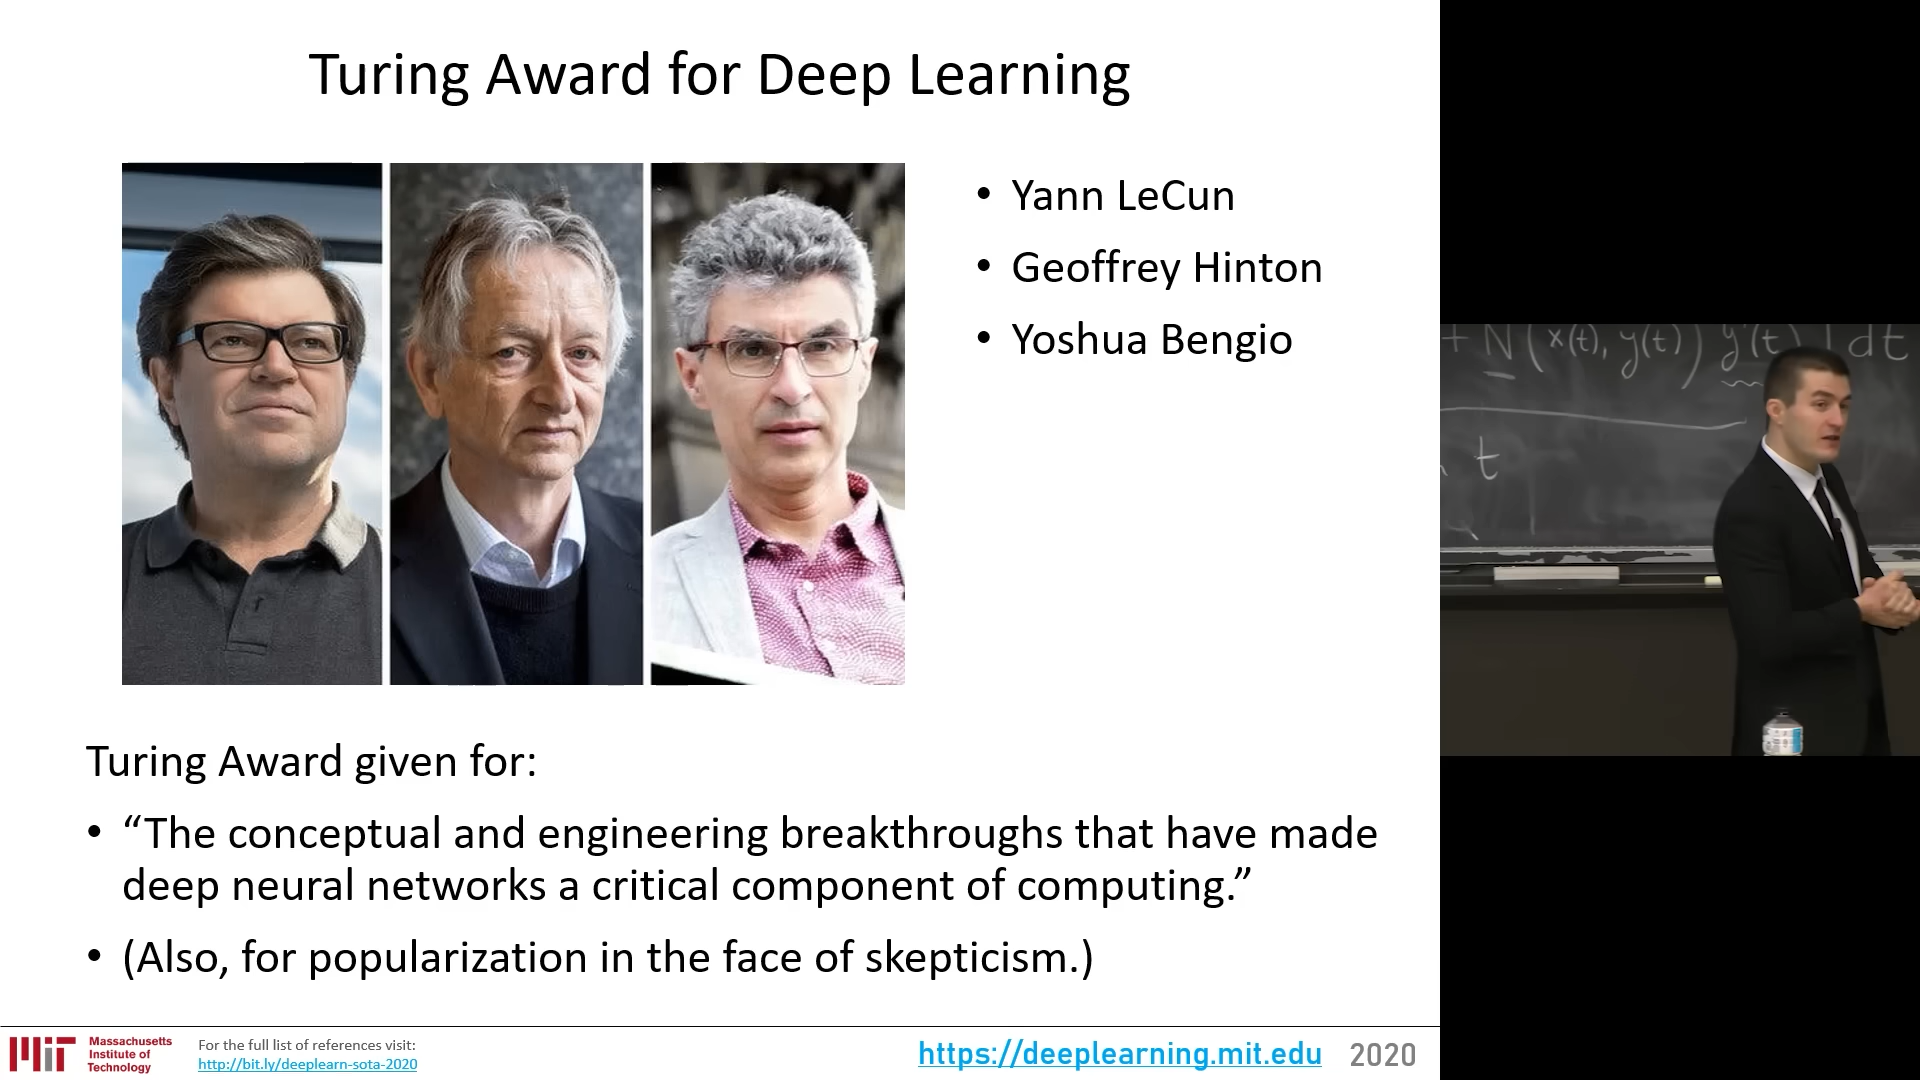 Turing Award for Deep Learning
• Yann LeCun
• Geoffrey Hinton
• Yoshua Bengio
Turing Award given for:
• “The conceptual and engineering breakthroughs that have made
deep neural networks a critical component of computing.”
• (Also, for popularization in the face of skepticism.)
MIT
Massachusetts
Institute of
Technology
For the full list of references visit:
http://bit.ly/deeplearn-sota-2020
https://deeplearning.mit.edu 2020
+ N(x(t), y(t)) y'(t) ] dt
t